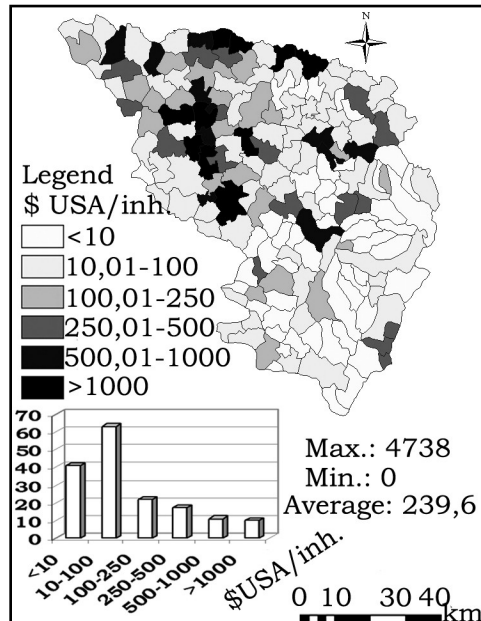 N
Legend
$ USA/inh.
<10
10,01-100
100,01-250
250,01-500
500,01-1000
>1000
70
60
50
40
30
20
10
0
<10
10-100
100-250
250-500
500-1000
>1000
$USA/inh.
Max.: 4738
Min.: 0
Average: 239,6
0 10 30 40
km